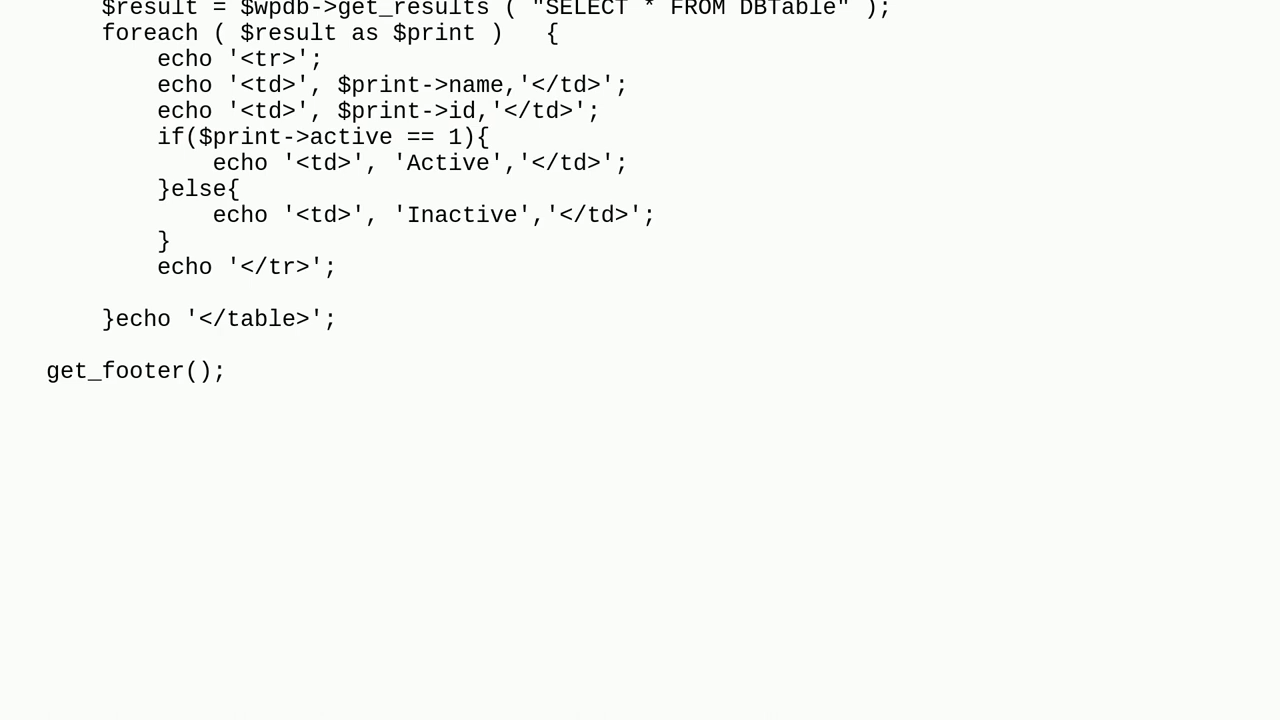 $result = $wpdb->get_results ( "SELECT * FROM DBTable" );
foreach ( $result as $print )   {
echo '<tr>';
echo '<td>', $print->name,'</td>';
echo '<td>', $print->id,'</td>';
if($print->active == 1){
echo '<td>', 'Active','</td>';
}else{
echo '<td>', 'Inactive','</td>';
}
echo '</tr>';
}echo '</table>';
get_footer();